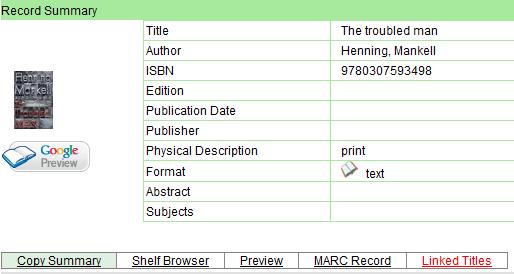 Record Summary
Title The troubled man
Author Henning, Mankell
ISBN 9780307593498
Edition
Publication Date
Publisher
Henning
Mankell
Google
Preview
Physical Description print
Format text
Abstract
Subjects
Copy Summary Shelf Browser Preview MARC Record Linked Titles